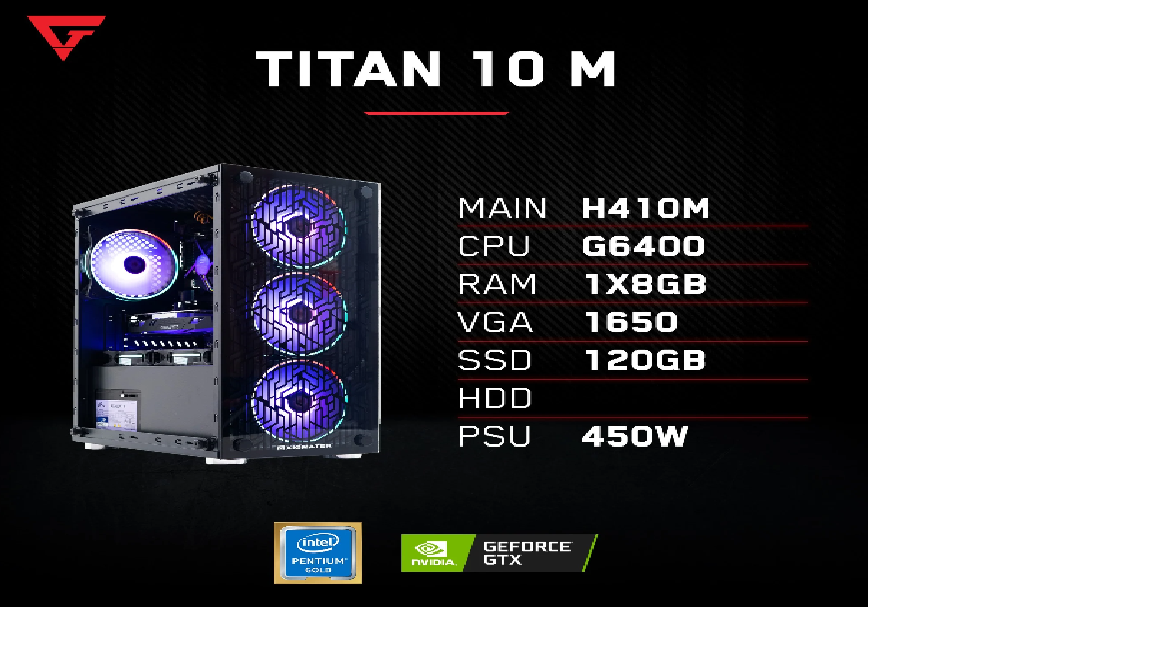 TITAN 10 M
MAIN H410M
CPU G6400
RAM 1X8GB
VGA 1650
SSD 120GB
HDD
PSU 450W
intel
PENTIUM
GOLD
NVIDIA.
GEFORCE
GTX